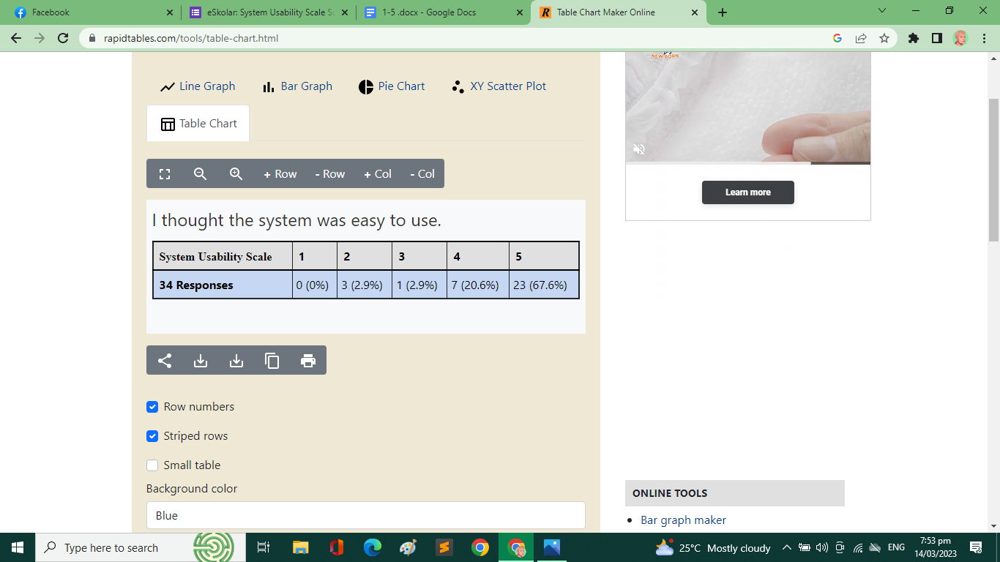 Facebook
eSkolar: System Usability Scale Su
1-5 .docx - Google Docs
Table Chart Maker Online
rapidtables.com/tools/table-chart.html
Line Graph
Bar Graph
Pie Chart
XY Scatter Plot
Table Chart
+ Row
- Row
+ Col
- Col
I thought the system was easy to use.
System Usability Scale 1 2 3 4 5
34 Responses 0 (0%) 3 (2.9%) 1 (2.9%) 7 (20.6%) 23 (67.6%)
Row numbers
Striped rows
Small table
Background color
Blue
NEW BORN
Learn more
ONLINE TOOLS
Bar graph maker
Type here to search
25°C Mostly cloudy
ENG
7:53 pm
14/03/2023